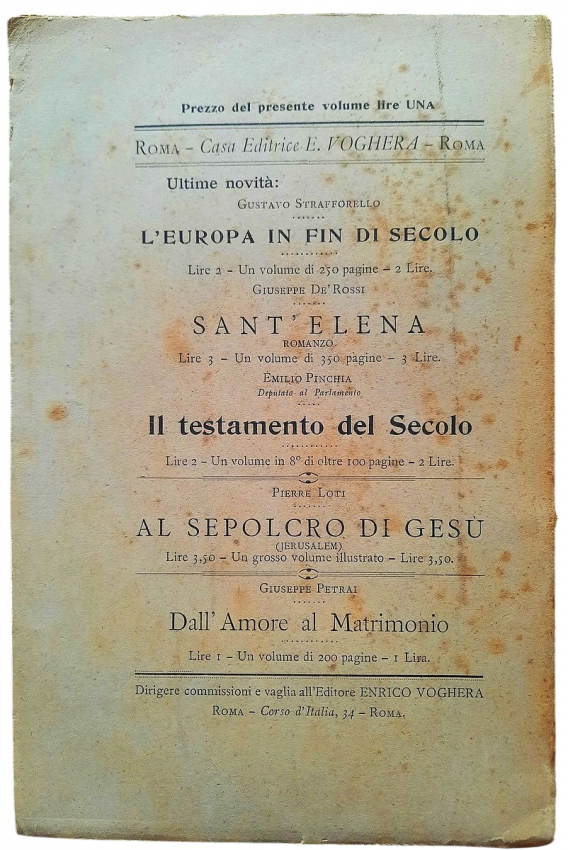 Prezzo del presente volume lire UNA
ROMA – Casa Editrice E. VOGHERA – ROMA
Ultime novità:
GUSTAVO STRAFFORELLO
L'EUROPA IN FIN DI SECOLO
Lire 2 – Un volume di 250 pagine – 2 Lire.
GIUSEPPE DE' ROSSI
SANT'ELENA
ROMANZO
Lire 3 – Un volume di 350 pagine – 3 Lire.
EMILIO PINCHIA
Deputato al Parlamento
Il testamento del Secolo
Lire 2 – Un volume in 8º di oltre 100 pagine – 2 Lire.
PIERRE LOTI
AL SEPOLCRO DI GESÙ
(JERUSALEM)
Lire 3,50 – Un grosso volume illustrato – Lire 3,50.
GIUSEPPE PETRAI
Dall'Amore al Matrimonio
Lire 1 – Un volume di 200 pagine – 1 Lira.
Dirigere commissioni e vaglia all'Editore ENRICO VOGHERA
ROMA – Corso d'Italia, 34 – ROMA.